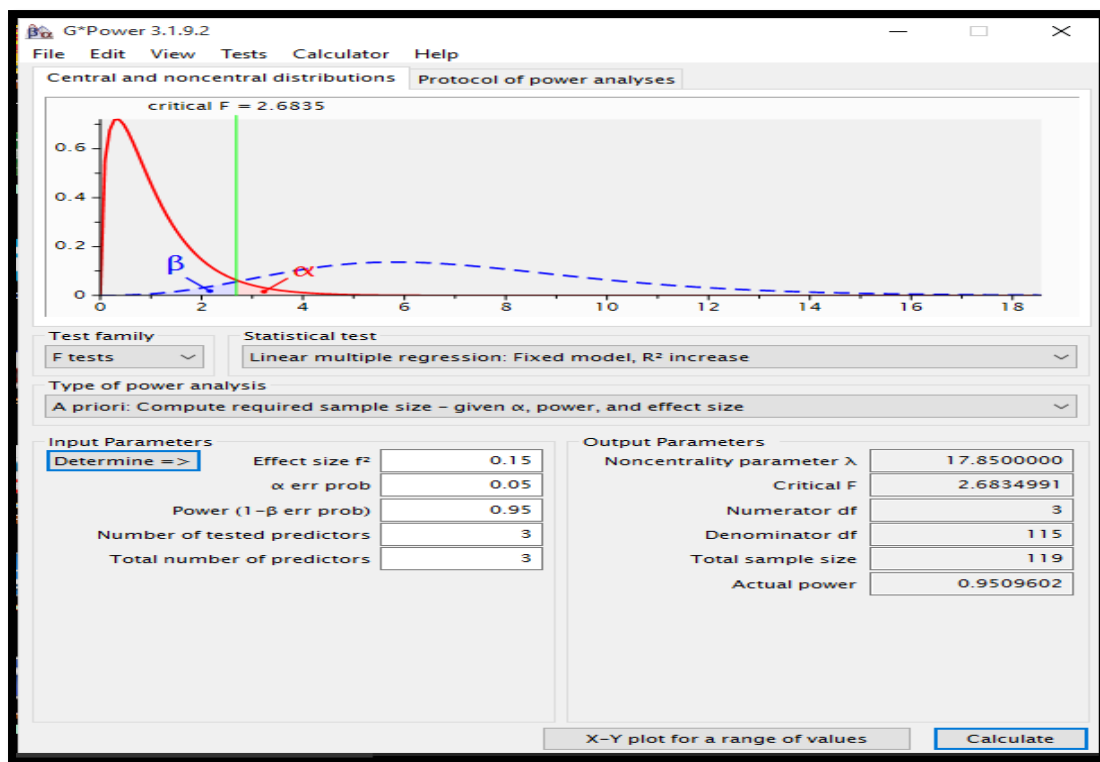 G*Power 3.1.9.2
File Edit View Tests Calculator Help
Central and noncentral distributions Protocol of power analyses
critical F = 2.6835
0.6
0.4
0.2
0
β
α
0 2 4 6 8 10 12 14 16 18
Test family Statistical test
F tests Linear multiple regression: Fixed model, R² increase
Type of power analysis
A priori: Compute required sample size – given α, power, and effect size
Input Parameters Output Parameters
Determine => Effect size f² 0.15 Noncentrality parameter λ 17.8500000
α err prob 0.05 Critical F 2.6834991
Power (1–β err prob) 0.95 Numerator df 3
Number of tested predictors 3 Denominator df 115
Total number of predictors 3 Total sample size 119
Actual power 0.9509602
X–Y plot for a range of values Calculate